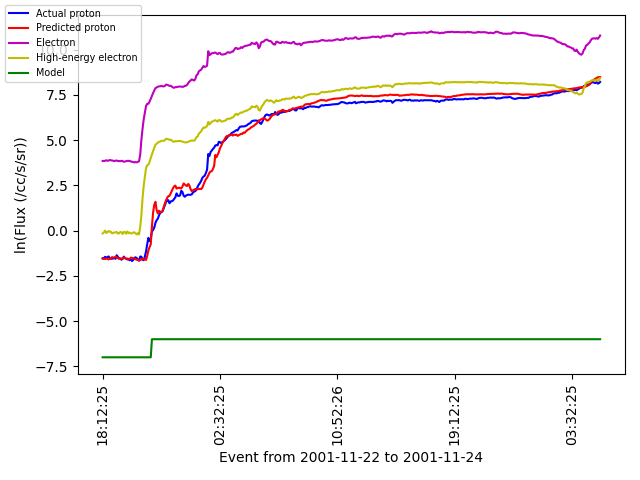 Actual proton
Predicted proton
Electron
High-energy electron
Model
10.0
7.5
5.0
2.5
0.0
−2.5
−5.0
−7.5
ln(Flux (/cc/s/sr))
18:12:25
02:32:25
10:52:26
19:12:25
03:32:25
Event from 2001-11-22 to 2001-11-24